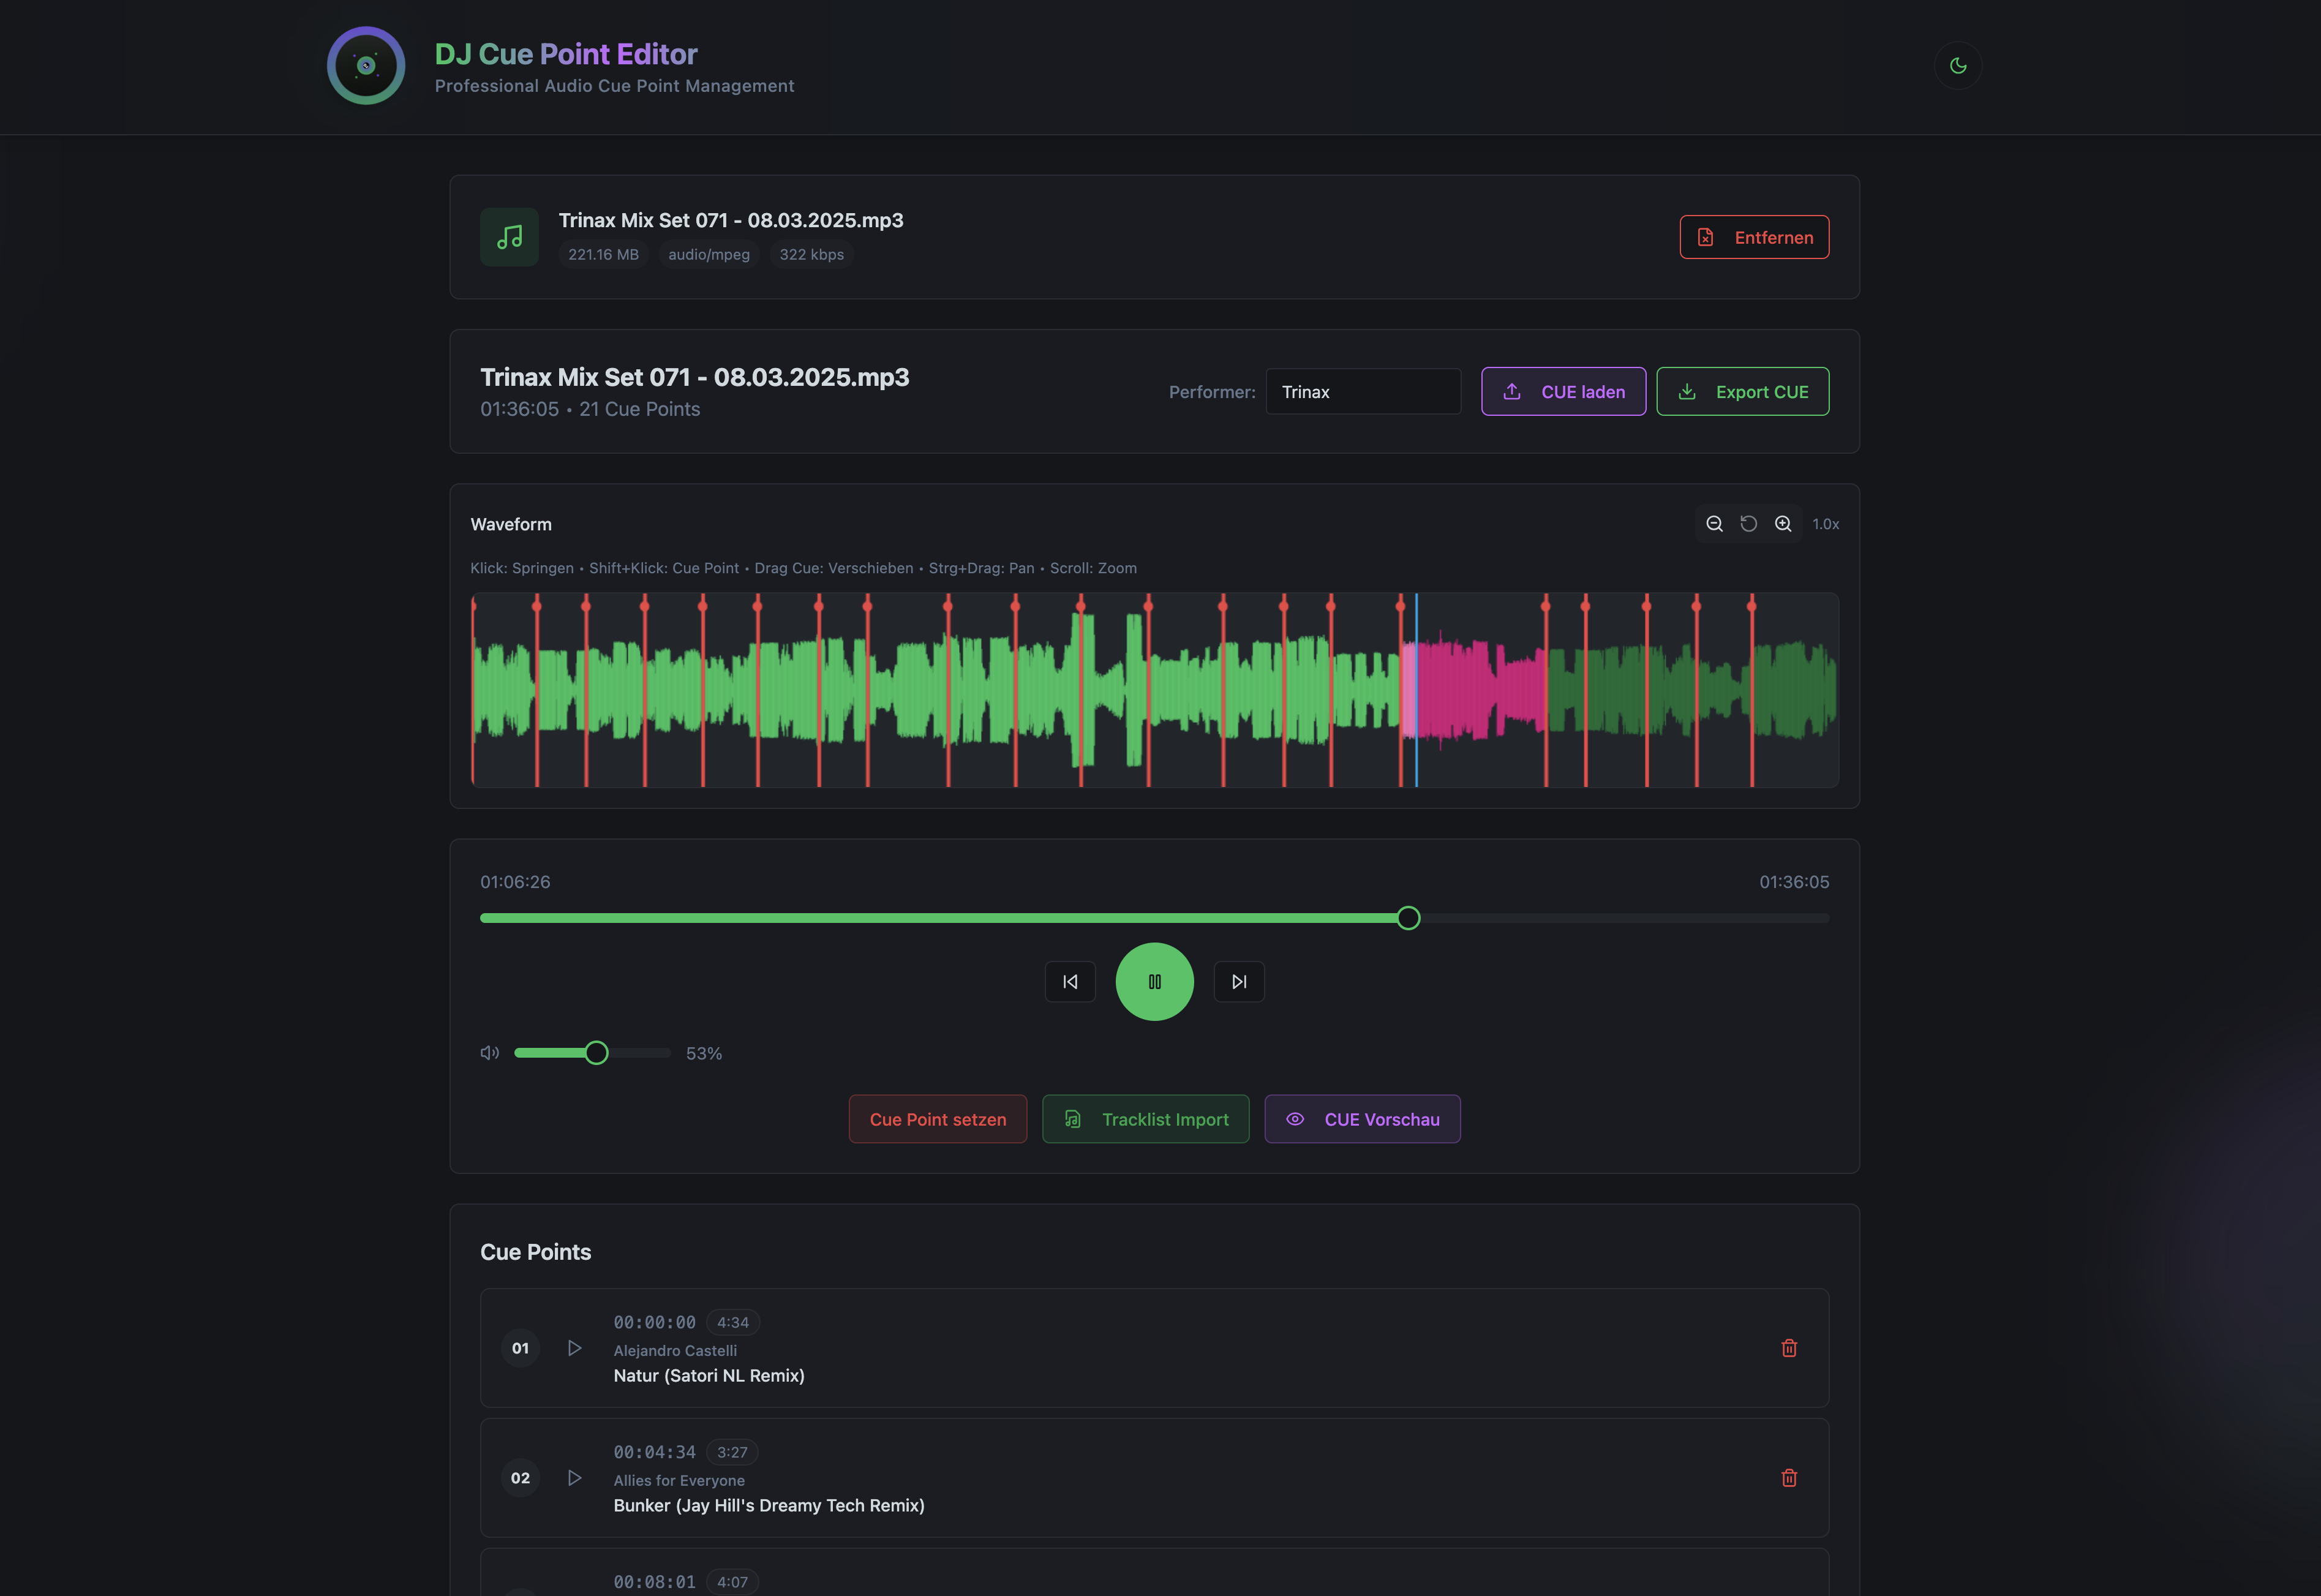 DJ Cue Point Editor
Professional Audio Cue Point Management
Trinax Mix Set 071 - 08.03.2025.mp3
221.16 MB audio/mpeg 322 kbps
Entfernen
Trinax Mix Set 071 - 08.03.2025.mp3
01:36:05 • 21 Cue Points
Performer: Trinax CUE laden Export CUE
Waveform
1.0x
Klick: Springen • Shift+Klick: Cue Point • Drag Cue: Verschieben • Strg+Drag: Pan • Scroll: Zoom
01:06:26 01:36:05
53%
Cue Point setzen Tracklist Import CUE Vorschau
Cue Points
01
00:00:00 4:34
Alejandro Castelli
Natur (Satori NL Remix)
02
00:04:34 3:27
Allies for Everyone
Bunker (Jay Hill's Dreamy Tech Remix)
00:08:01 4:07